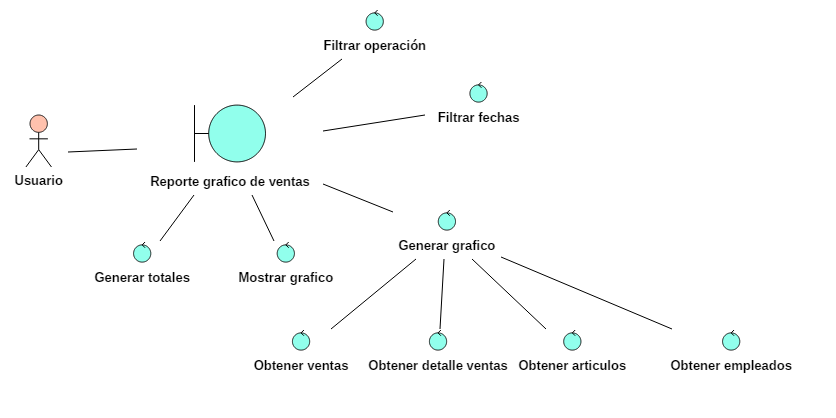 Filtrar operación
Filtrar fechas
Usuario
Reporte grafico de ventas
Generar grafico
Generar totales
Mostrar grafico
Obtener ventas
Obtener detalle ventas
Obtener articulos
Obtener empleados